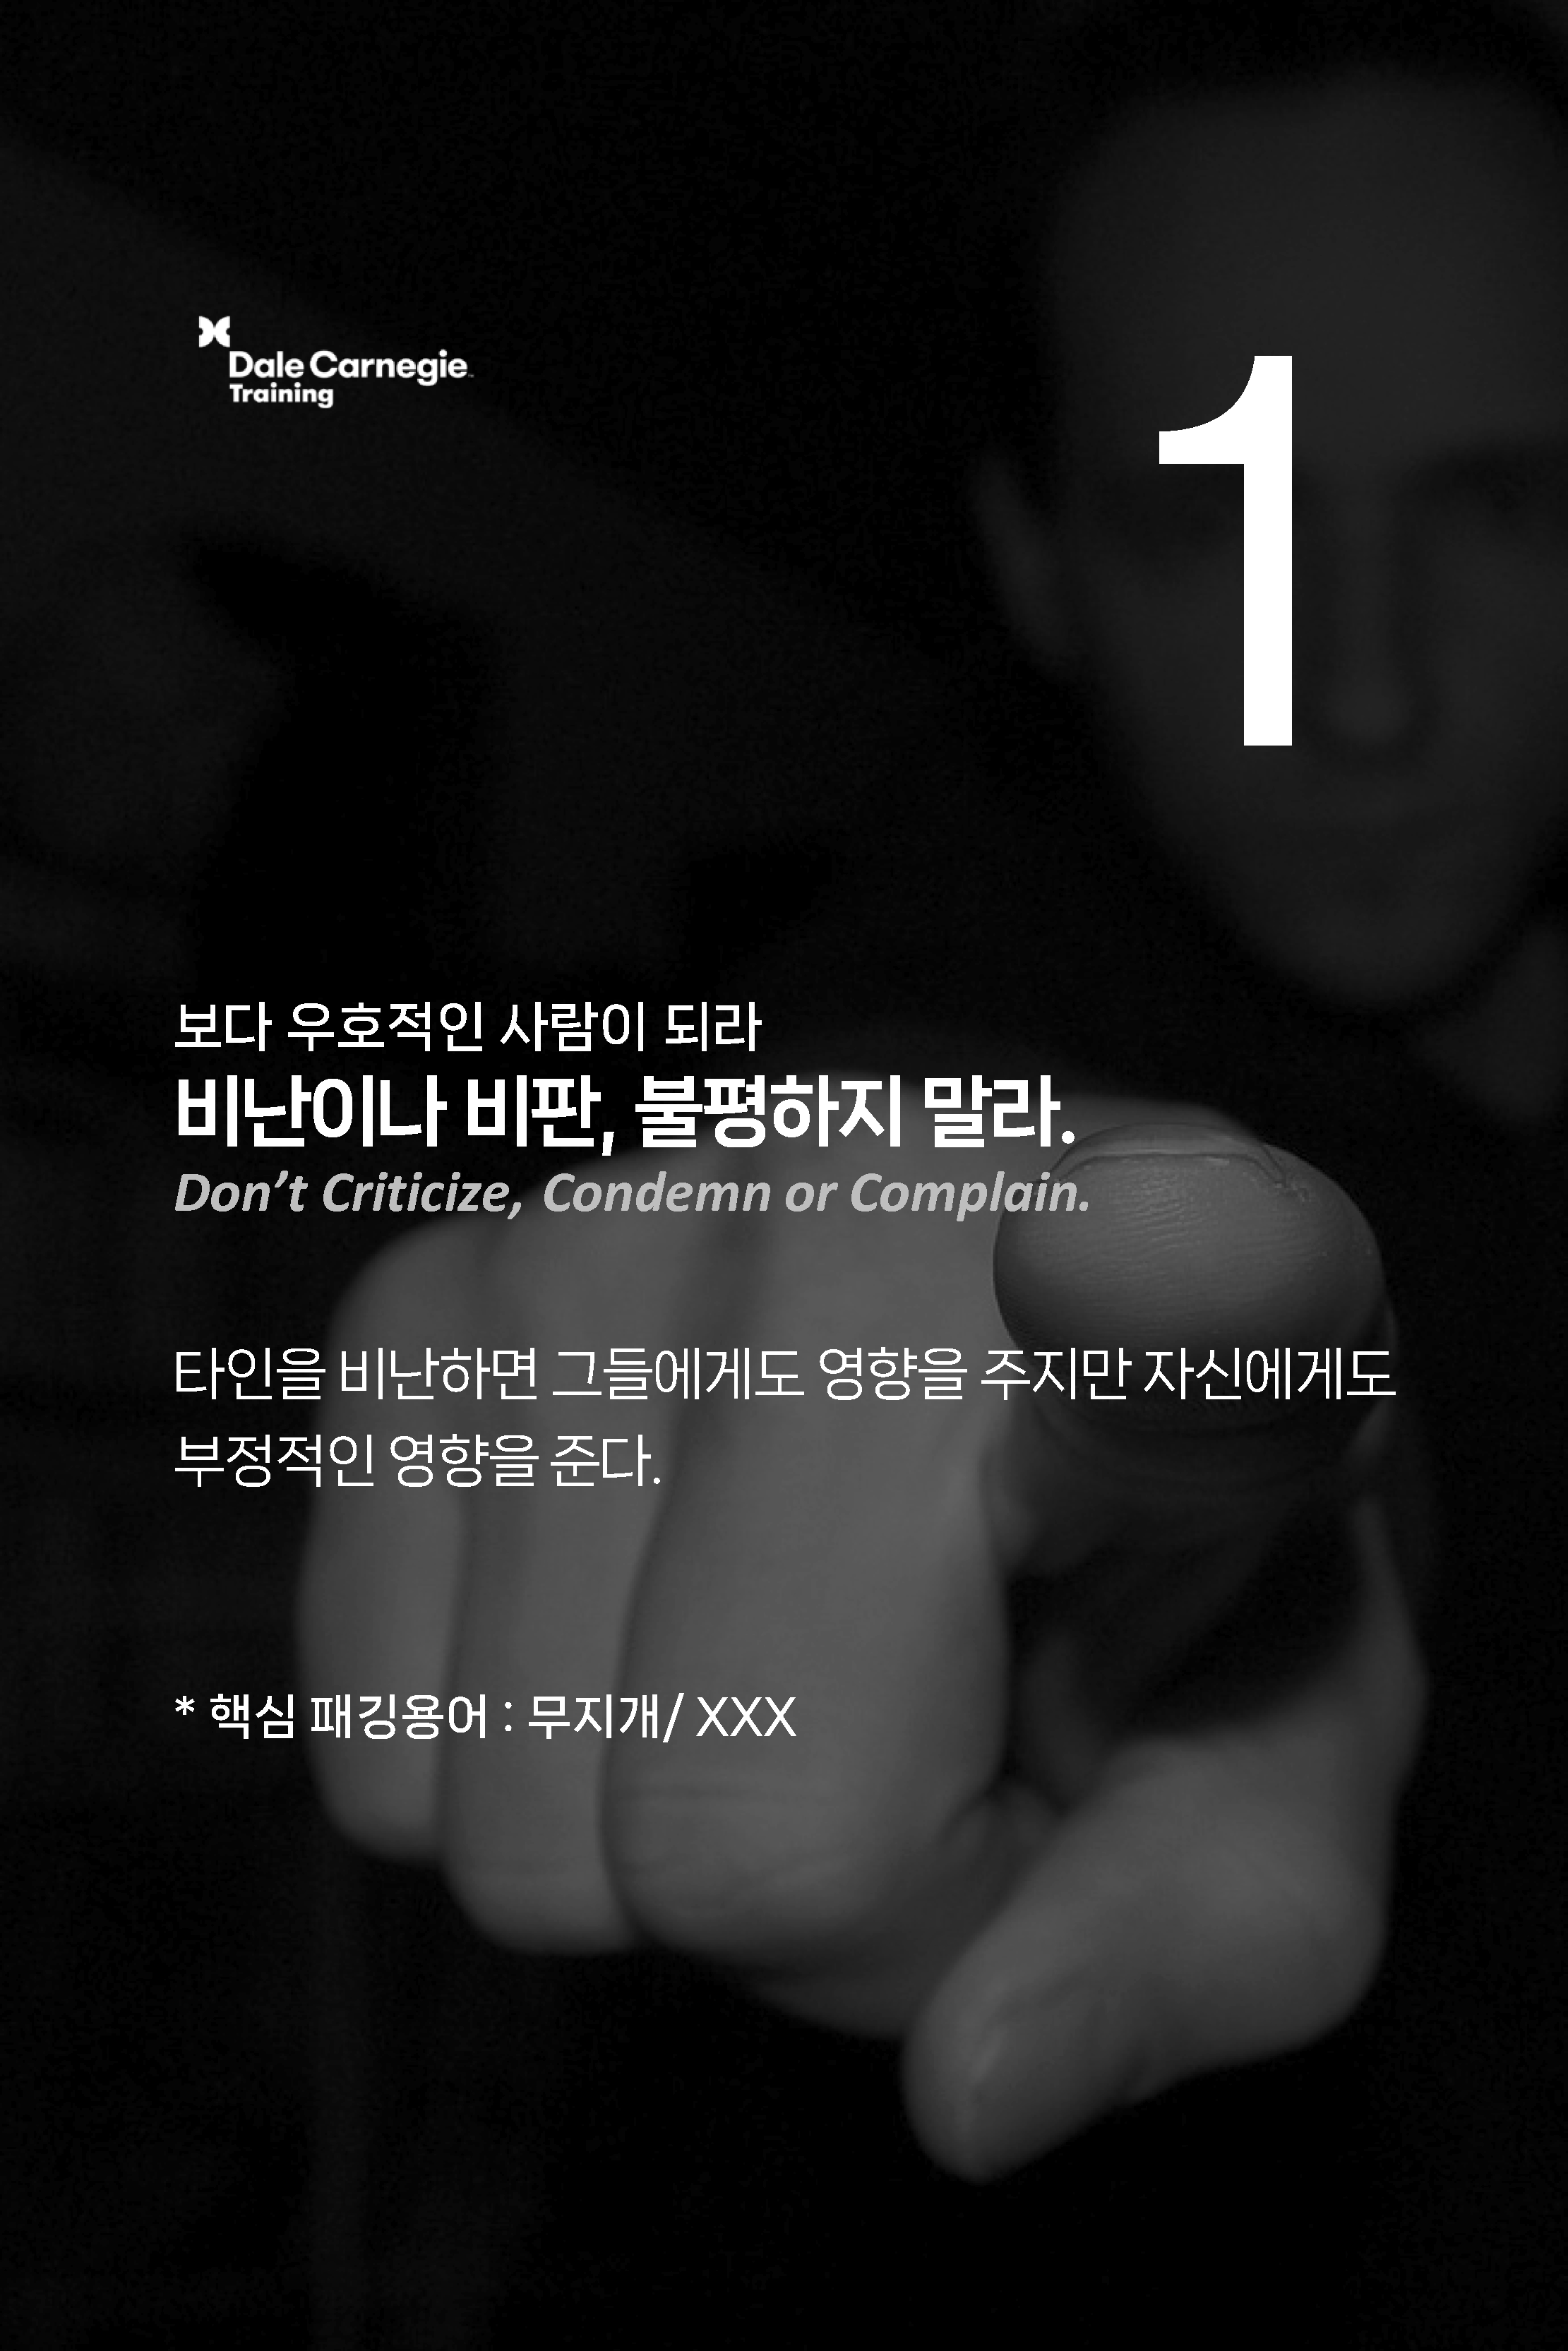 Dale Carnegie
Training
1
보다 우호적인 사람이 되라
비난이나 비판, 불평하지 말라.
Don’t Criticize, Condemn or Complain.
타인을 비난하면 그들에게도 영향을 주지만 자신에게도
부정적인 영향을 준다.
* 핵심 패깅용어 : 무지개/ XXX